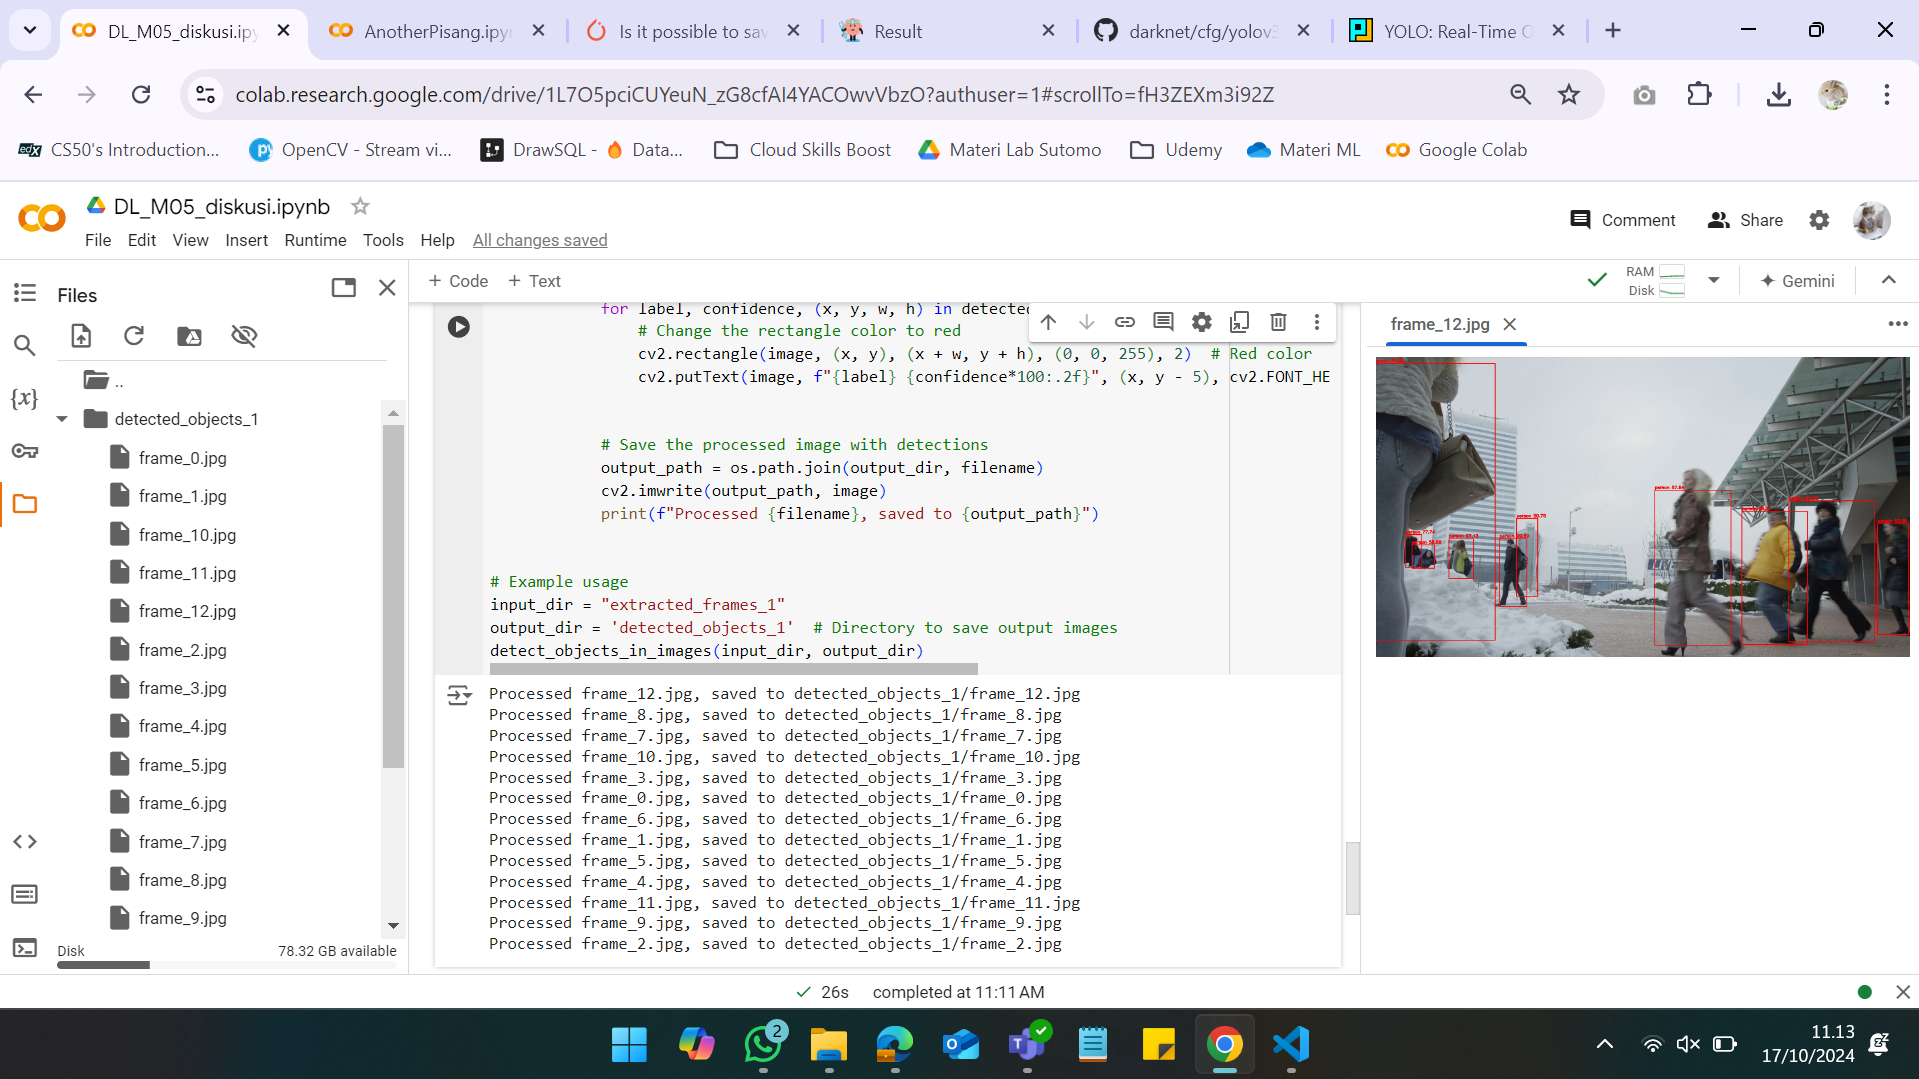 DL_M05_diskusi.ipy
AnotherPisang.ipy
Is it possible to sav
Result
darknet/cfg/yolov3
YOLO: Real-Time O
colab.research.google.com/drive/1L7O5pciCUYeuN_zG8cfAI4YACOwvVbzO?authuser=1#scrollTo=fH3ZEXm3i92Z
edX CS50's Introduction...
OpenCV - Stream vi...
DrawSQL - Data...
Cloud Skills Boost
Materi Lab Sutomo
Udemy
Materi ML
Google Colab
DL_M05_diskusi.ipynb
Comment
Share
File Edit View Insert Runtime Tools Help All changes saved
Files
+ Code + Text
RAM
Disk
Gemini
..
detected_objects_1
frame_0.jpg
frame_1.jpg
frame_10.jpg
frame_11.jpg
frame_12.jpg
frame_2.jpg
frame_3.jpg
frame_4.jpg
frame_5.jpg
frame_6.jpg
frame_7.jpg
frame_8.jpg
frame_9.jpg
Disk 78.32 GB available
for label, confidence, (x, y, w, h) in detected
# Change the rectangle color to red
cv2.rectangle(image, (x, y), (x + w, y + h), (0, 0, 255), 2)  # Red color
cv2.putText(image, f"{label} {confidence*100:.2f}", (x, y - 5), cv2.FONT_HE
# Save the processed image with detections
output_path = os.path.join(output_dir, filename)
cv2.imwrite(output_path, image)
print(f"Processed {filename}, saved to {output_path}")
# Example usage
input_dir = "extracted_frames_1"
output_dir = 'detected_objects_1'  # Directory to save output images
detect_objects_in_images(input_dir, output_dir)
Processed frame_12.jpg, saved to detected_objects_1/frame_12.jpg
Processed frame_8.jpg, saved to detected_objects_1/frame_8.jpg
Processed frame_7.jpg, saved to detected_objects_1/frame_7.jpg
Processed frame_10.jpg, saved to detected_objects_1/frame_10.jpg
Processed frame_3.jpg, saved to detected_objects_1/frame_3.jpg
Processed frame_0.jpg, saved to detected_objects_1/frame_0.jpg
Processed frame_6.jpg, saved to detected_objects_1/frame_6.jpg
Processed frame_1.jpg, saved to detected_objects_1/frame_1.jpg
Processed frame_5.jpg, saved to detected_objects_1/frame_5.jpg
Processed frame_4.jpg, saved to detected_objects_1/frame_4.jpg
Processed frame_11.jpg, saved to detected_objects_1/frame_11.jpg
Processed frame_9.jpg, saved to detected_objects_1/frame_9.jpg
Processed frame_2.jpg, saved to detected_objects_1/frame_2.jpg
frame_12.jpg
26s completed at 11:11 AM
2
11.13
17/10/2024